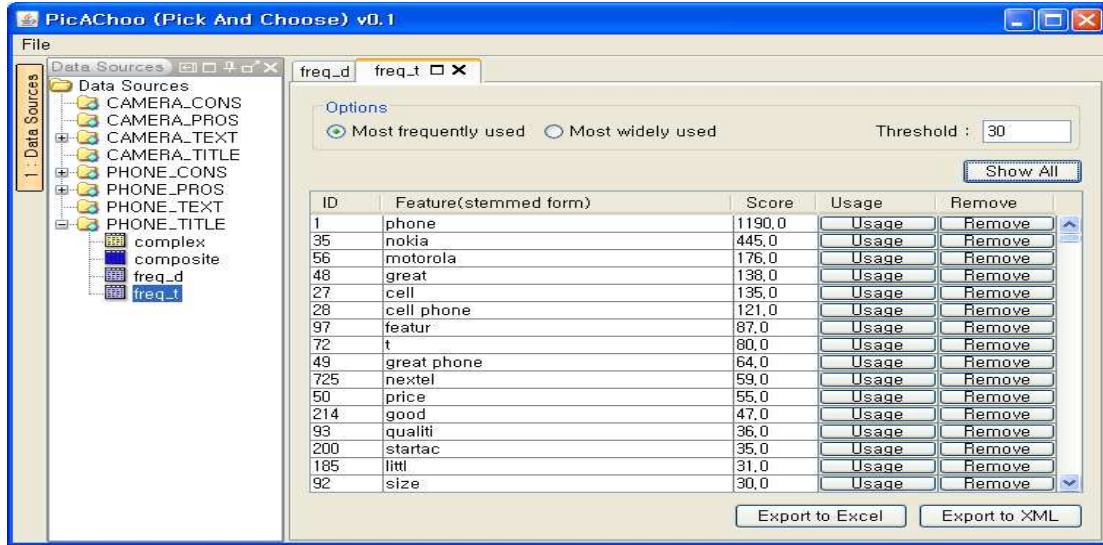 PicAChoo (Pick And Choose) v0.1
File
1 : Data Sources
Data Sources
Data Sources
CAMERA_CONS
CAMERA_PROS
CAMERA_TEXT
CAMERA_TITLE
PHONE_CONS
PHONE_PROS
PHONE_TEXT
PHONE_TITLE
complex
composite
freq_d
freq_t
freq_d freq_t
Options
Most frequently used Most widely used Threshold : 30
Show All
ID Feature(stemmed form) Score Usage Remove
1 phone 1190,0 Usage Remove
35 nokia 445,0 Usage Remove
56 motorola 176,0 Usage Remove
48 great 138,0 Usage Remove
27 cell 135,0 Usage Remove
28 cell phone 121,0 Usage Remove
97 featur 87,0 Usage Remove
72 t 80,0 Usage Remove
49 great phone 64,0 Usage Remove
725 nextel 59,0 Usage Remove
50 price 55,0 Usage Remove
214 good 47,0 Usage Remove
93 qualiti 36,0 Usage Remove
200 startac 35,0 Usage Remove
185 littl 31,0 Usage Remove
92 size 30,0 Usage Remove
Export to Excel Export to XML